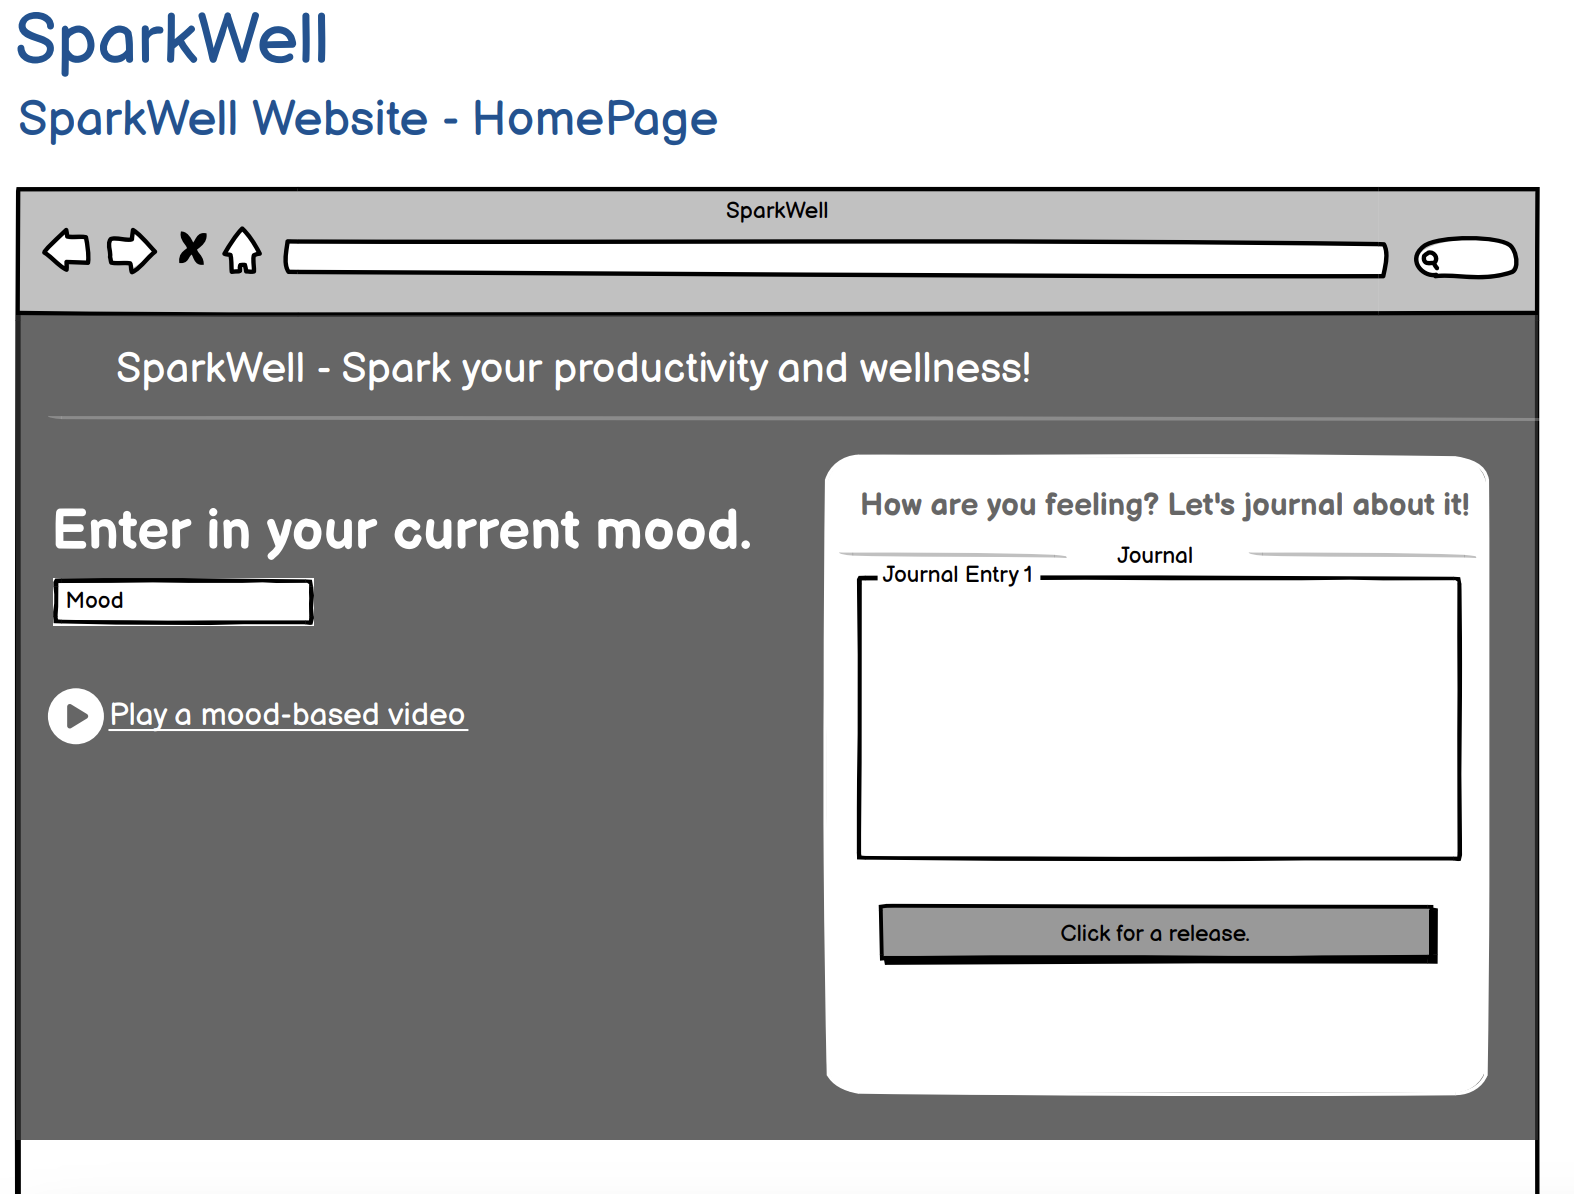 SparkWell
SparkWell Website - HomePage
SparkWell
SparkWell - Spark your productivity and wellness!
Enter in your current mood.
Mood
Play a mood-based video
How are you feeling? Let's journal about it!
Journal
Journal Entry 1
Click for a release.